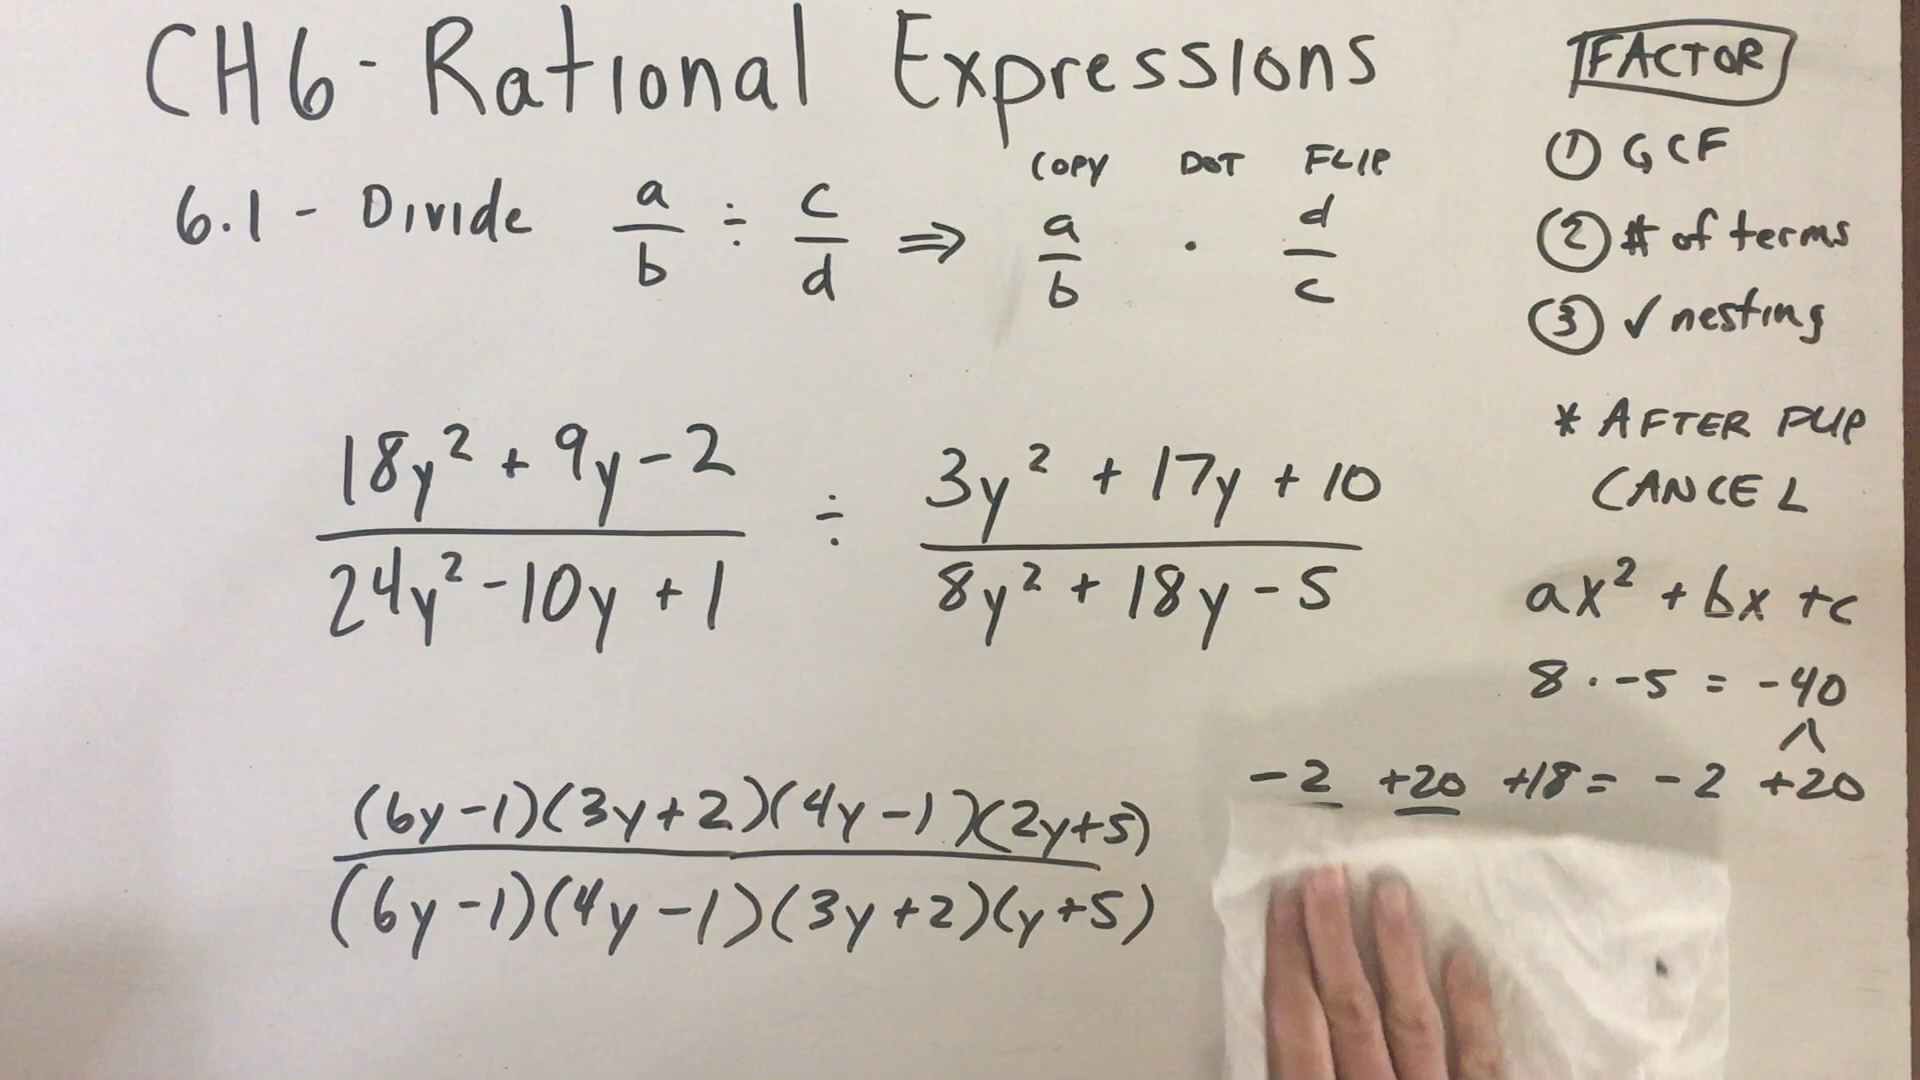 CH6 - Rational Expressions
6.1 - Divide a/b ÷ c/d ⇒ a/b · d/c
COPY DOT FLIP
18y² + 9y - 2 / 24y² - 10y + 1 ÷ 3y² + 17y + 10 / 8y² + 18y - 5
(6y-1)(3y+2)(4y-1)(2y+5)
(6y-1)(4y-1)(3y+2)(y+5)
FACTOR
① GCF
② # of terms
③ ✓ nesting
* AFTER FLIP
CANCEL
ax² + bx + c
8 · -5 = -40
-2 +20 +18 = -2 +20